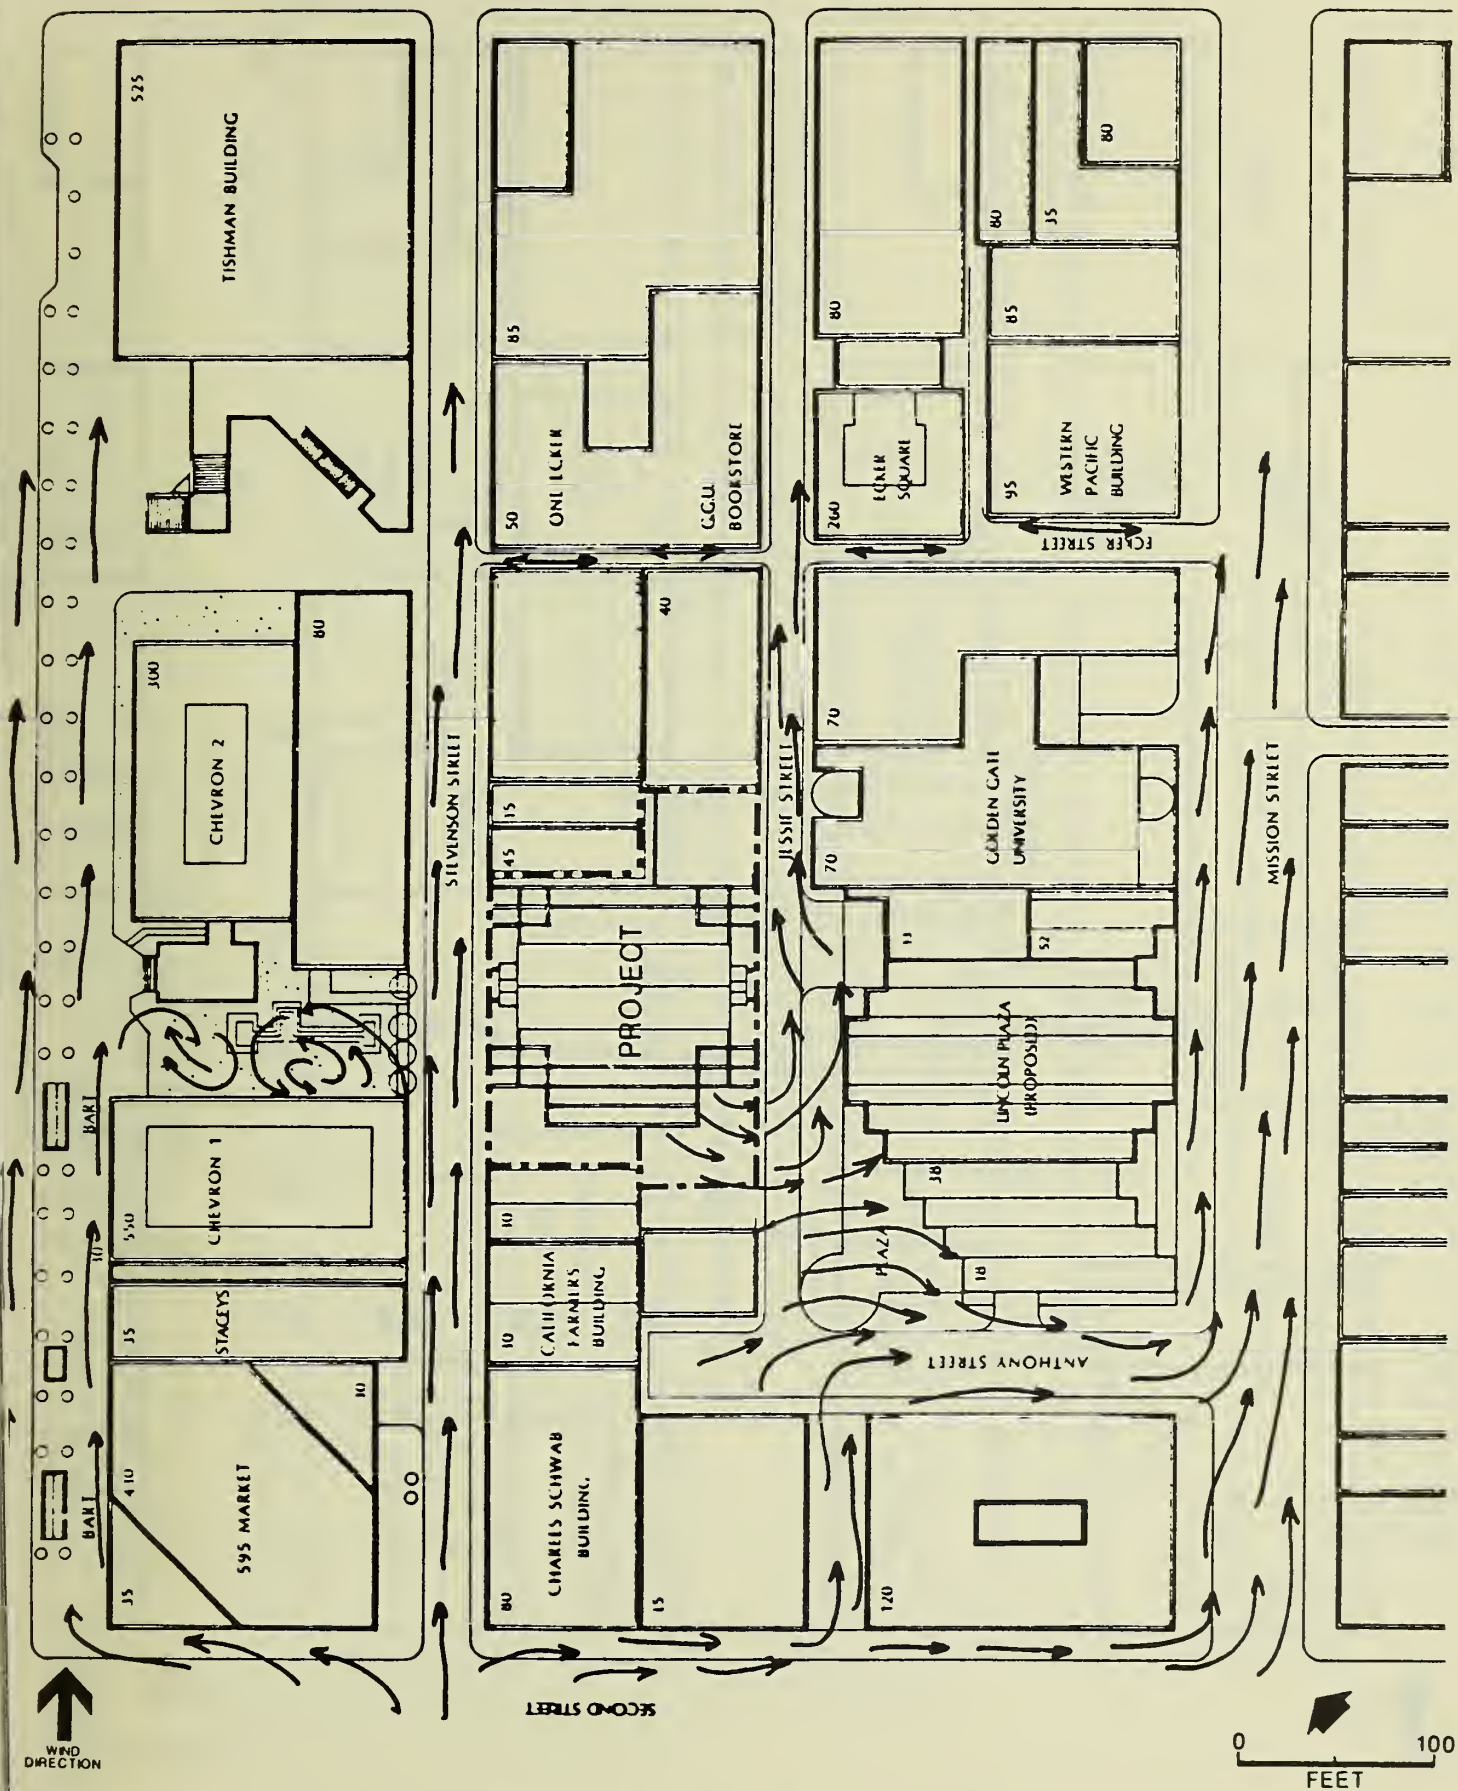 525
TISHMAN BUILDING
300
CHEVRON 2
80
BART
550
CHEVRON 1
30
35
STACEYS
30
410
595 MARKET
35
BART
WIND
DIRECTION
STEVENSON STREET
85
50
ONE ECKER
G.G.U.
BOOKSTORE
40
15
45
PROJECT
30
30
CALIFORNIA
FARMERS
BUILDING
80
CHARLES SCHWAB
BUILDING
15
SECOND STREET
JESSIE STREET
80
260
ECKER
SQUARE
80
35
80
85
95
WESTERN
PACIFIC
BUILDING
ECKER STREET
70
70
GOLDEN GATE
UNIVERSITY
52
LINCOLN PLAZA
(PROPOSED)
38
PLAZA
18
ANTHONY STREET
120
MISSION STREET
0
100
FEET